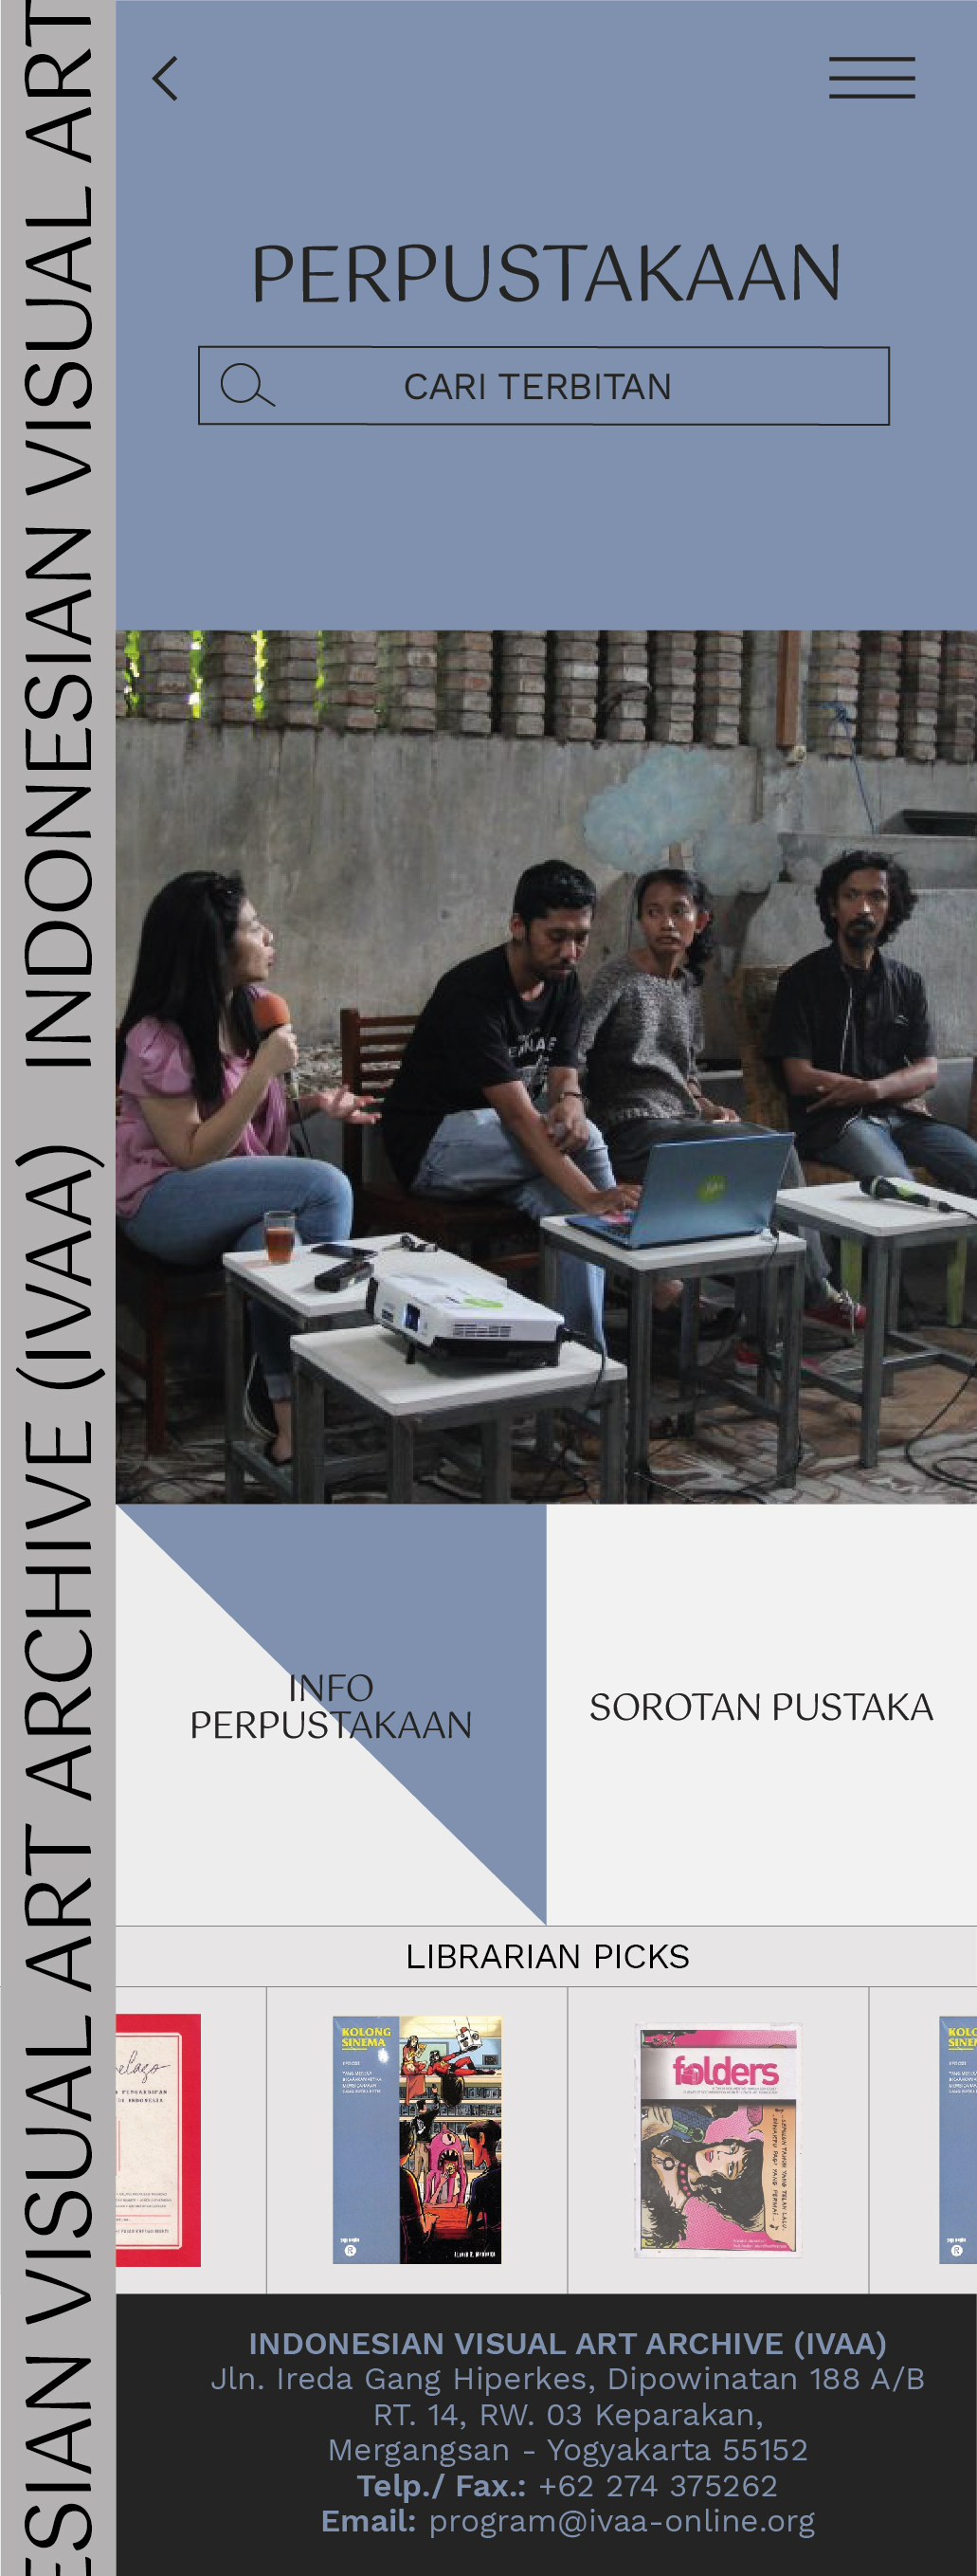 INDONESIAN VISUAL ART
ESIAN VISUAL ART ARCHIVE (IVAA)
PERPUSTAKAAN
CARI TERBITAN
INFO
PERPUSTAKAAN
SOROTAN PUSTAKA
LIBRARIAN PICKS
KOLONG
SINEMA
folders
INDONESIAN VISUAL ART ARCHIVE (IVAA)
Jln. Ireda Gang Hiperkes, Dipowinatan 188 A/B
RT. 14, RW. 03 Keparakan,
Mergangsan - Yogyakarta 55152
Telp./ Fax.: +62 274 375262
Email: program@ivaa-online.org